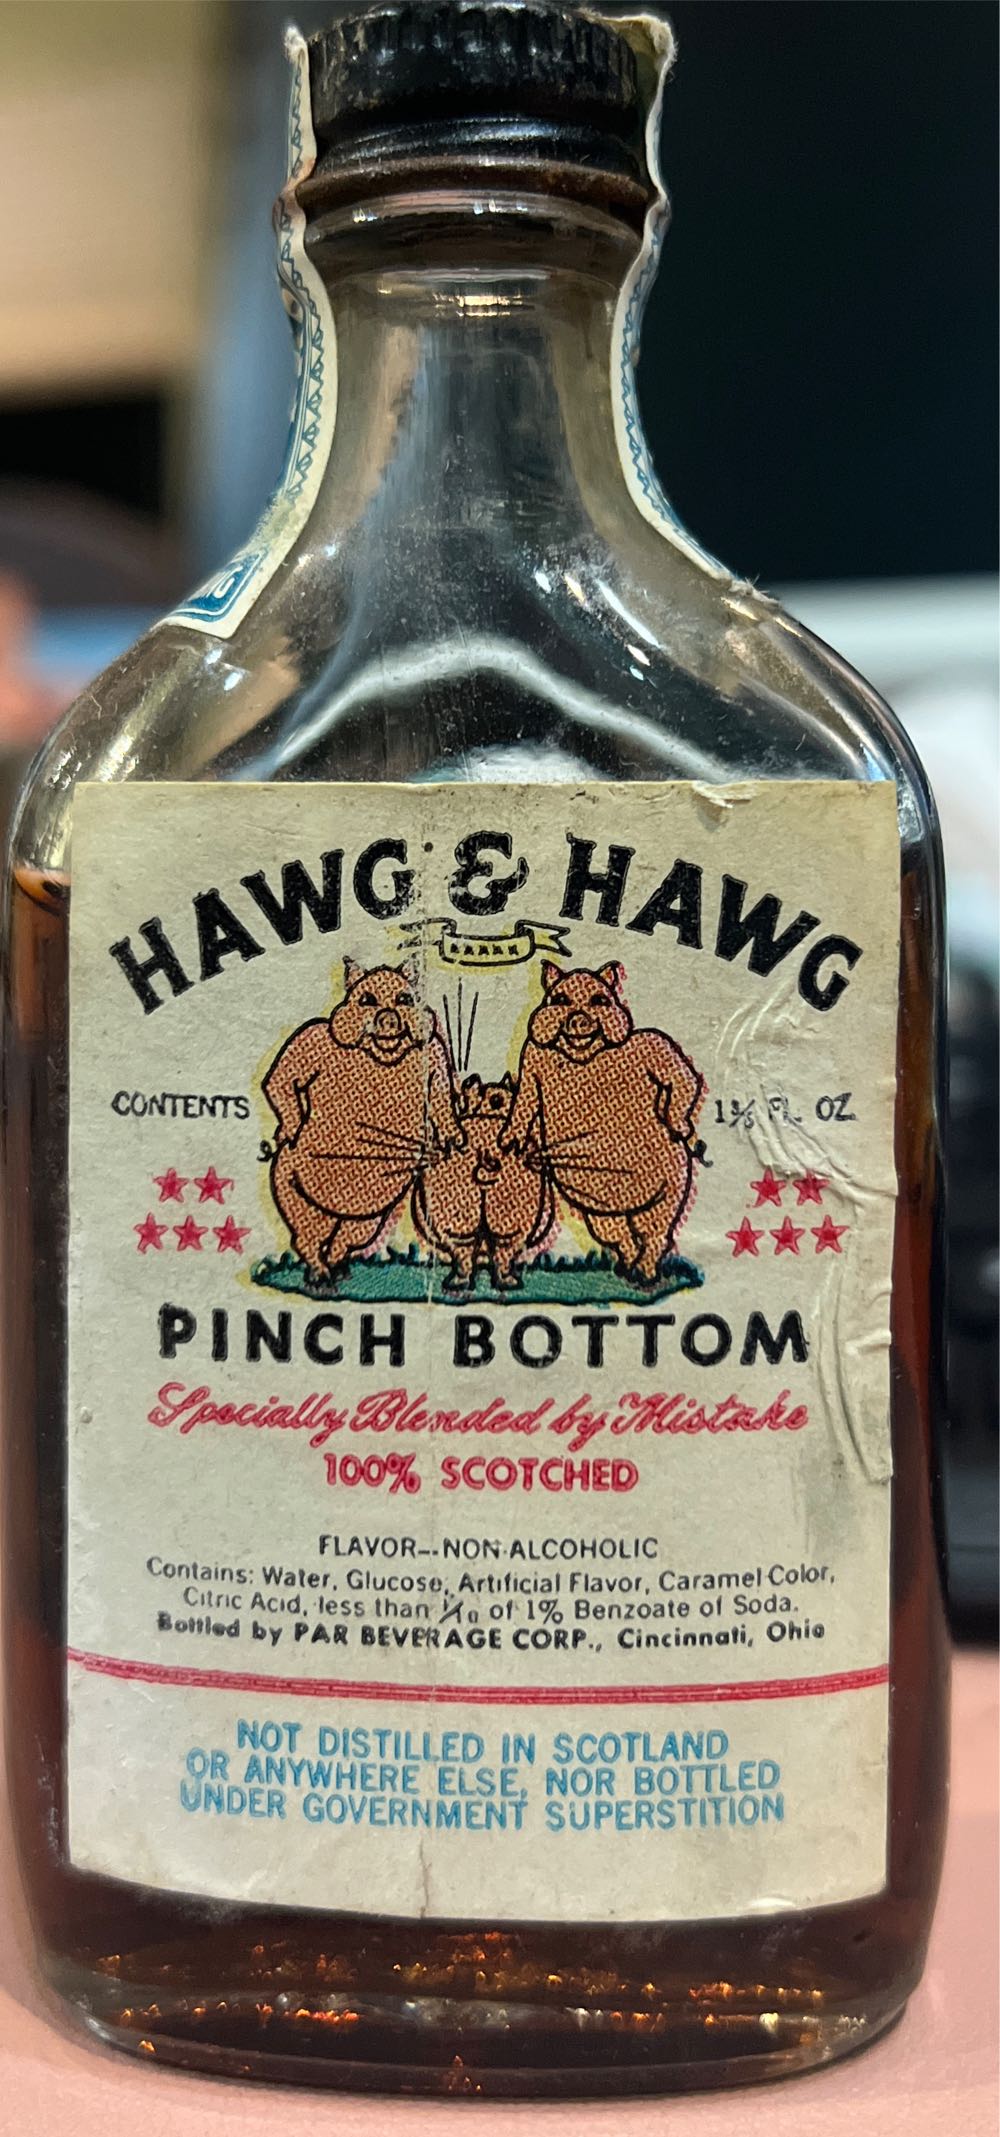 HAWG & HAWG
CONTENTS 1⅗ FL. OZ.
PINCH BOTTOM
Specially Blended by Mistake
100% SCOTCHED
FLAVOR--NON-ALCOHOLIC
Contains: Water, Glucose, Artificial Flavor, Caramel Color,
Citric Acid, less than 1/10 of 1% Benzoate of Soda.
Bottled by PAR BEVERAGE CORP., Cincinnati, Ohio
NOT DISTILLED IN SCOTLAND
OR ANYWHERE ELSE, NOR BOTTLED
UNDER GOVERNMENT SUPERSTITION